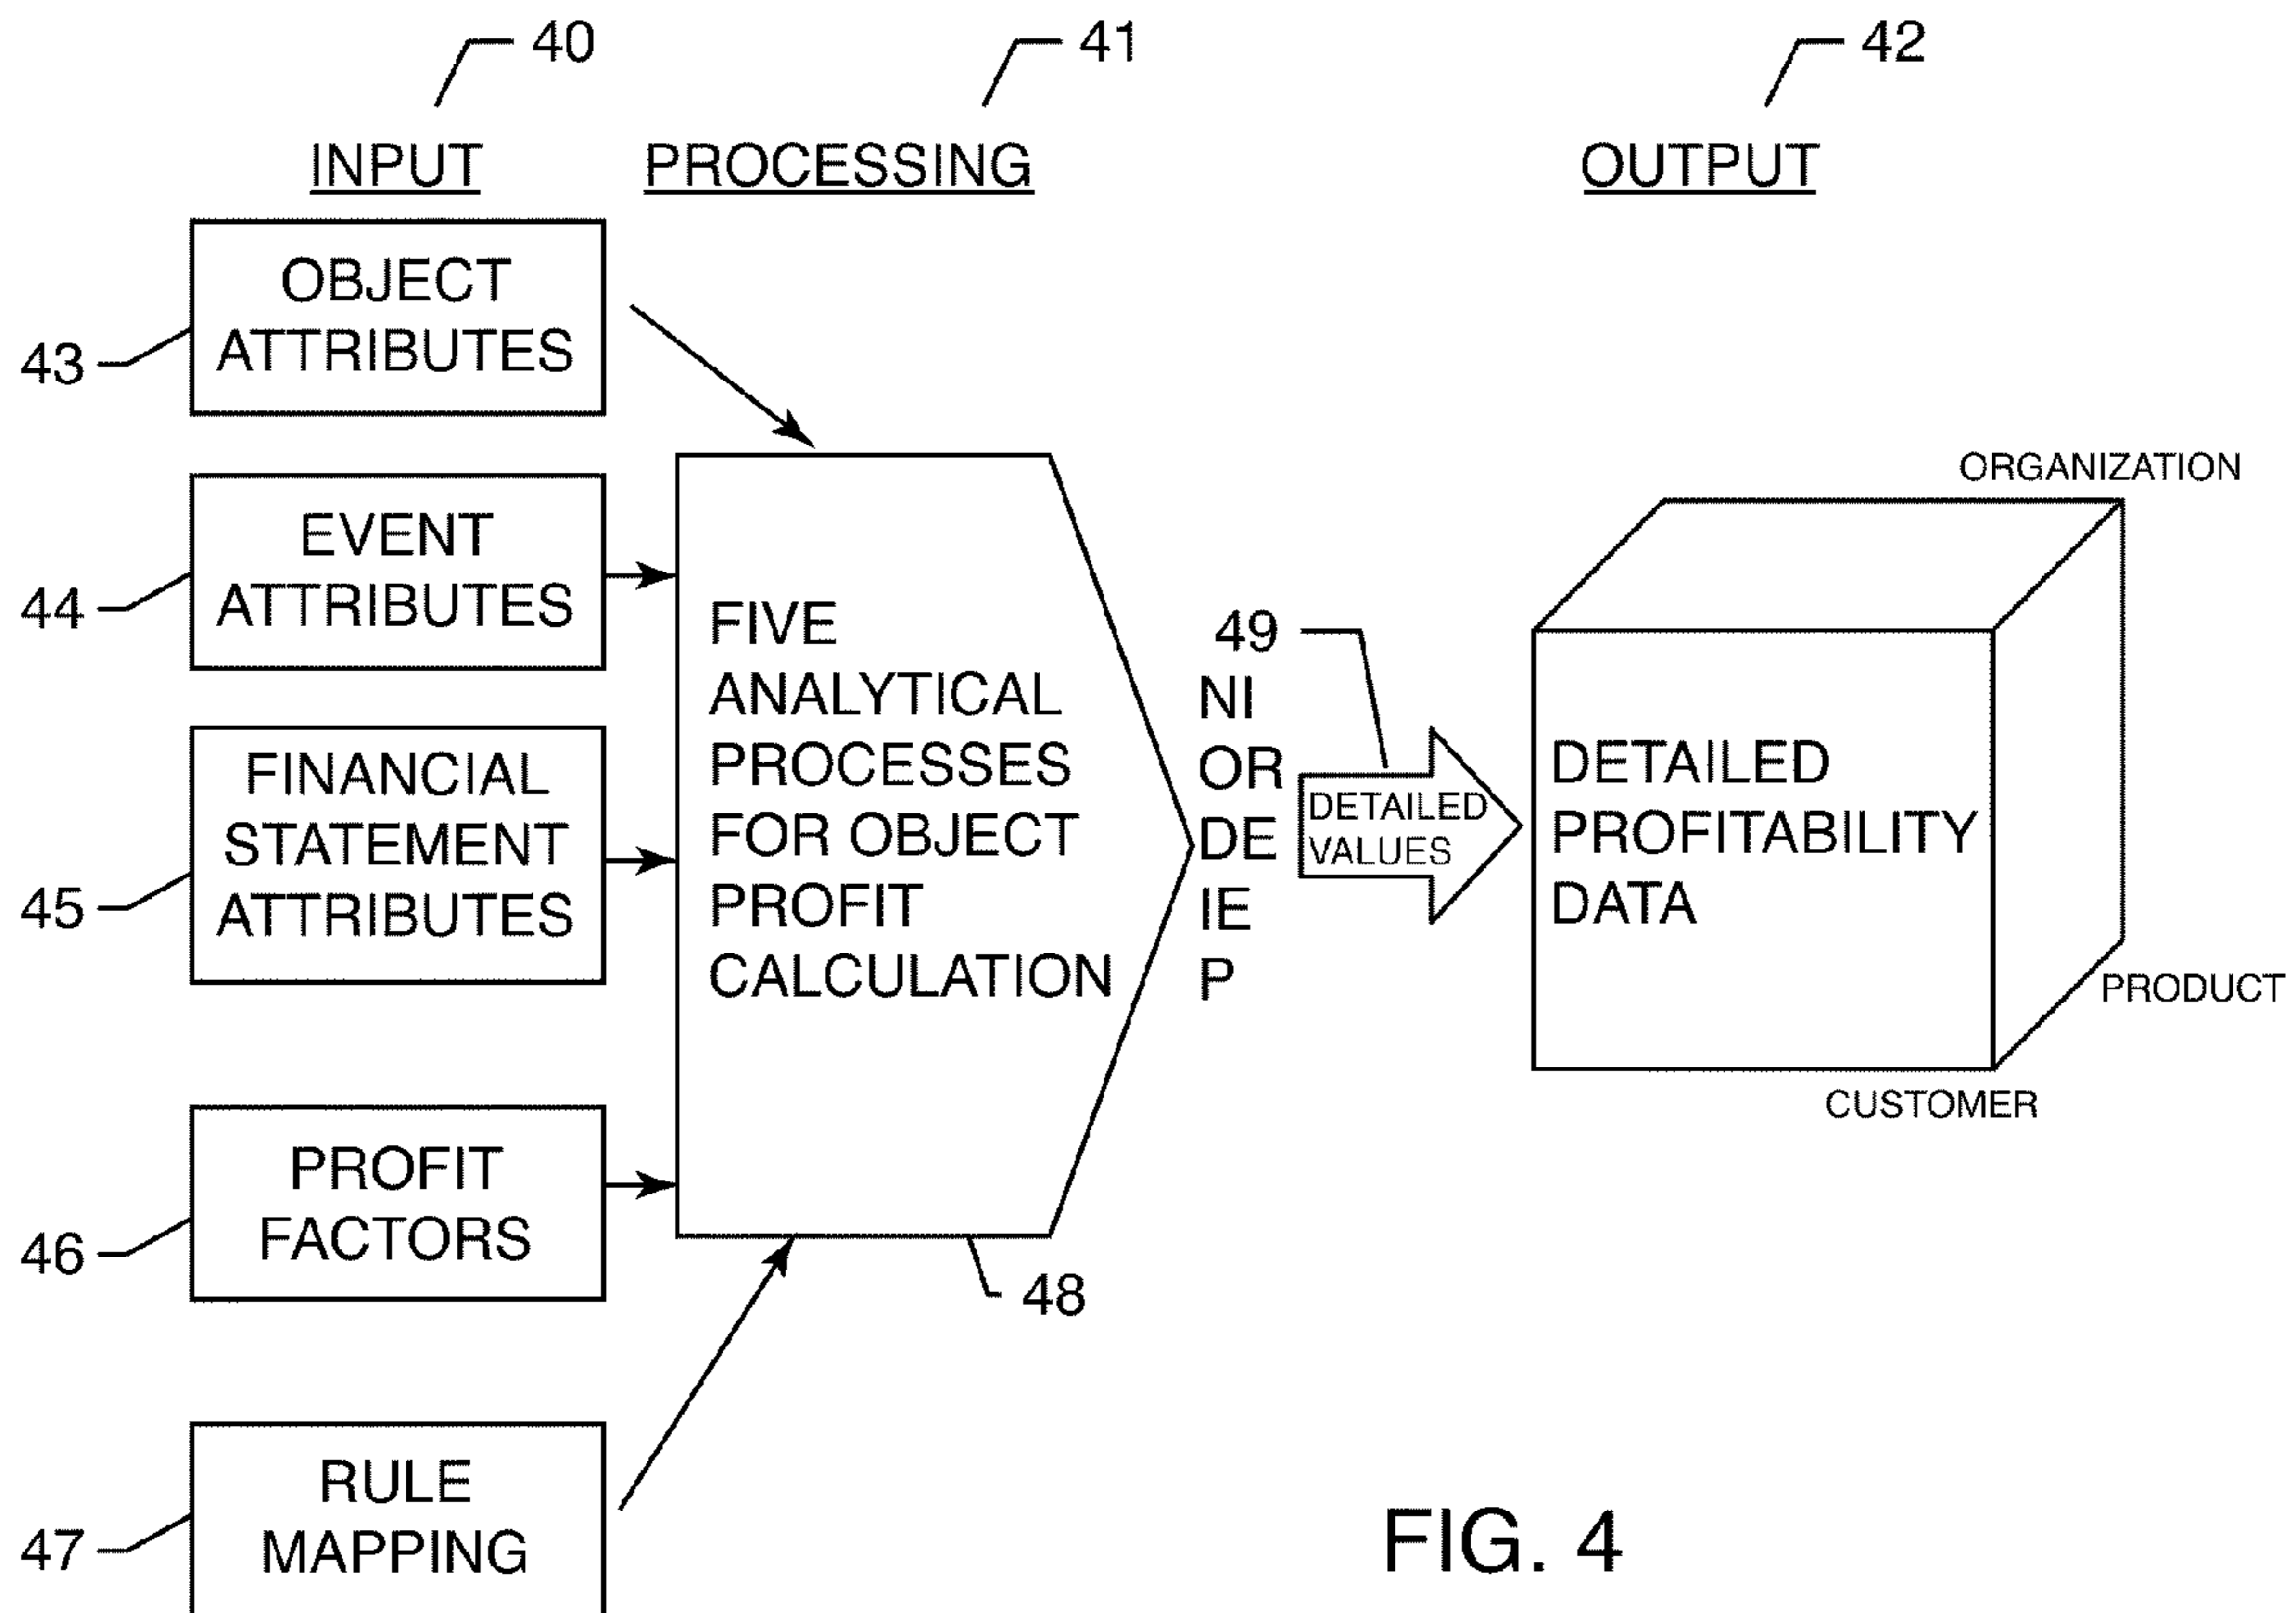 40
41
42
INPUT
PROCESSING
OUTPUT
OBJECT
ATTRIBUTES
43
EVENT
ATTRIBUTES
44
FINANCIAL
STATEMENT
ATTRIBUTES
45
PROFIT
FACTORS
46
RULE
MAPPING
47
FIVE
ANALYTICAL
PROCESSES
FOR OBJECT
PROFIT
CALCULATION
48
NI
OR
DE
IE
P
49
DETAILED
VALUES
ORGANIZATION
DETAILED
PROFITABILITY
DATA
PRODUCT
CUSTOMER
FIG. 4